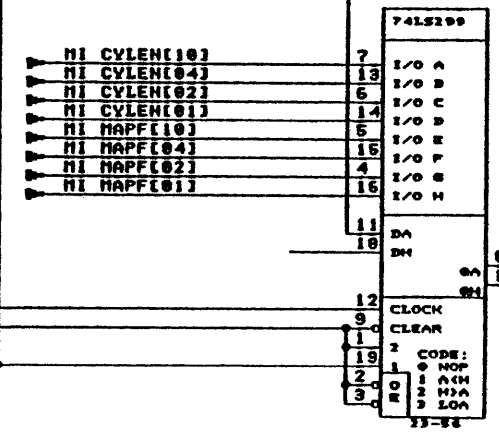 74LS299
MI CYLEN[10] 7 I/O A
MI CYLEN[04] 13 I/O B
MI CYLEN[02] 6 I/O C
MI CYLEN[01] 14 I/O D
MI MAPF[10] 5 I/O E
MI MAPF[04] 15 I/O F
MI MAPF[02] 4 I/O G
MI MAPF[01] 16 I/O H
11 DA
18 DH
QA
QH
12 CLOCK
9 CLEAR
1 2
19 1
CODE:
0 NOP
2 O 1 A<H
R 2 H>A
3 3 LOA
23-56